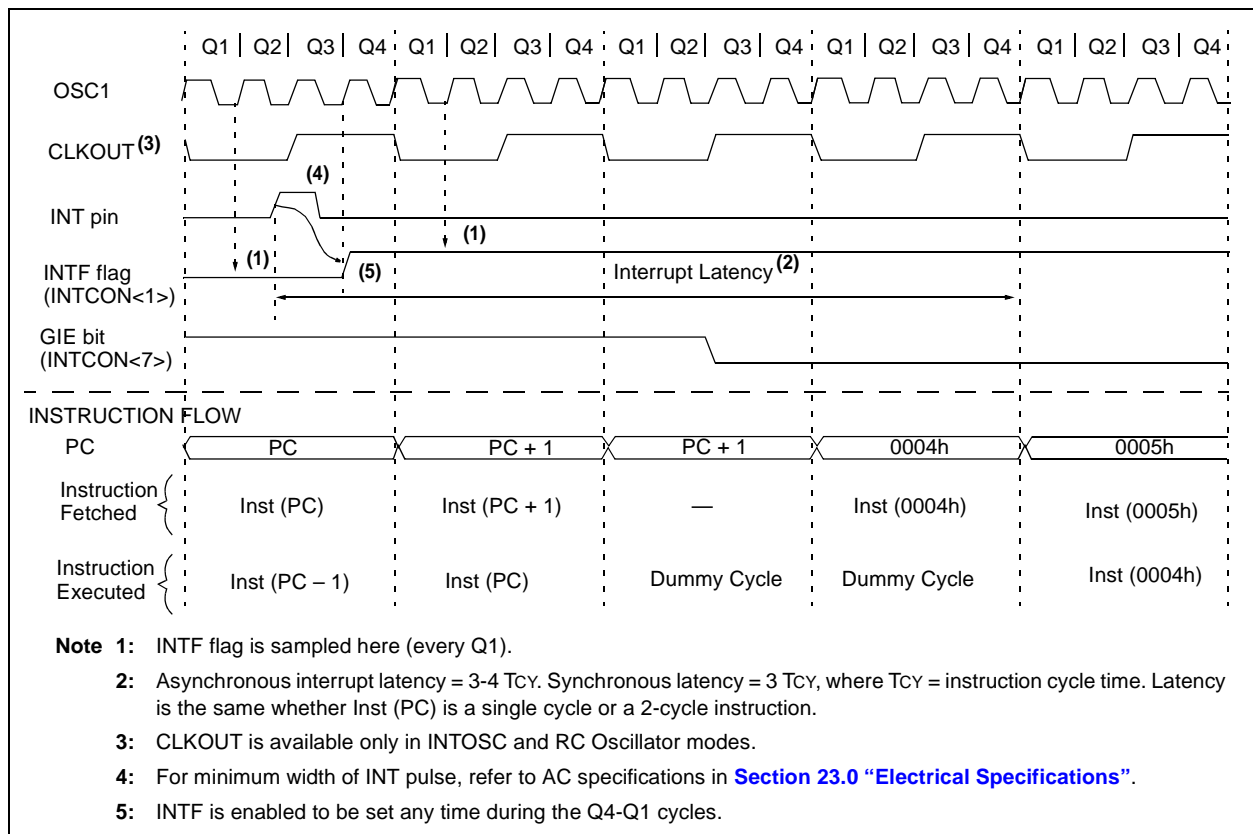 Q1 Q2 Q3 Q4 Q1 Q2 Q3 Q4 Q1 Q2 Q3 Q4 Q1 Q2 Q3 Q4 Q1 Q2 Q3 Q4
OSC1
CLKOUT (3)
(4)
INT pin
(1)
(1)
INTF flag
(INTCON<1>)
(5)
Interrupt Latency (2)
GIE bit
(INTCON<7>)
INSTRUCTION FLOW
PC PC PC + 1 PC + 1 0004h 0005h
Instruction
Fetched
Inst (PC) Inst (PC + 1) — Inst (0004h) Inst (0005h)
Instruction
Executed
Inst (PC – 1) Inst (PC) Dummy Cycle Dummy Cycle Inst (0004h)
Note 1: INTF flag is sampled here (every Q1).
2: Asynchronous interrupt latency = 3-4 TCY. Synchronous latency = 3 TCY, where TCY = instruction cycle time. Latency
is the same whether Inst (PC) is a single cycle or a 2-cycle instruction.
3: CLKOUT is available only in INTOSC and RC Oscillator modes.
4: For minimum width of INT pulse, refer to AC specifications in Section 23.0 “Electrical Specifications”.
5: INTF is enabled to be set any time during the Q4-Q1 cycles.